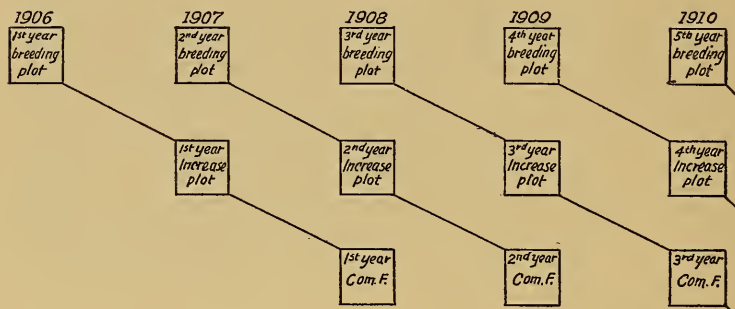 1906 1907 1908 1909 1910
1st year
breeding
plot
2nd year
breeding
plot
3rd year
breeding
plot
4th year
breeding
plot
5th year
breeding
plot
1st year
Increase
plot
2nd year
Increase
plot
3rd year
Increase
plot
4th year
Increase
plot
1st year
Com. F.
2nd year
Com. F.
3rd year
Com. F.